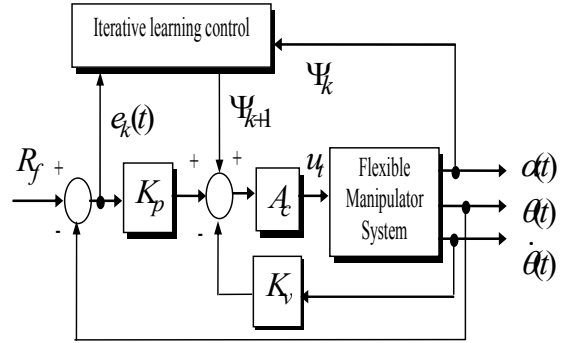 Iterative learning control
Ψk
Ψk+1
ek(t)
Rf
+
-
Kp
+
+
-
Ac
ut
Flexible
Manipulator
System
α(t)
θ(t)
θ̇(t)
Kv